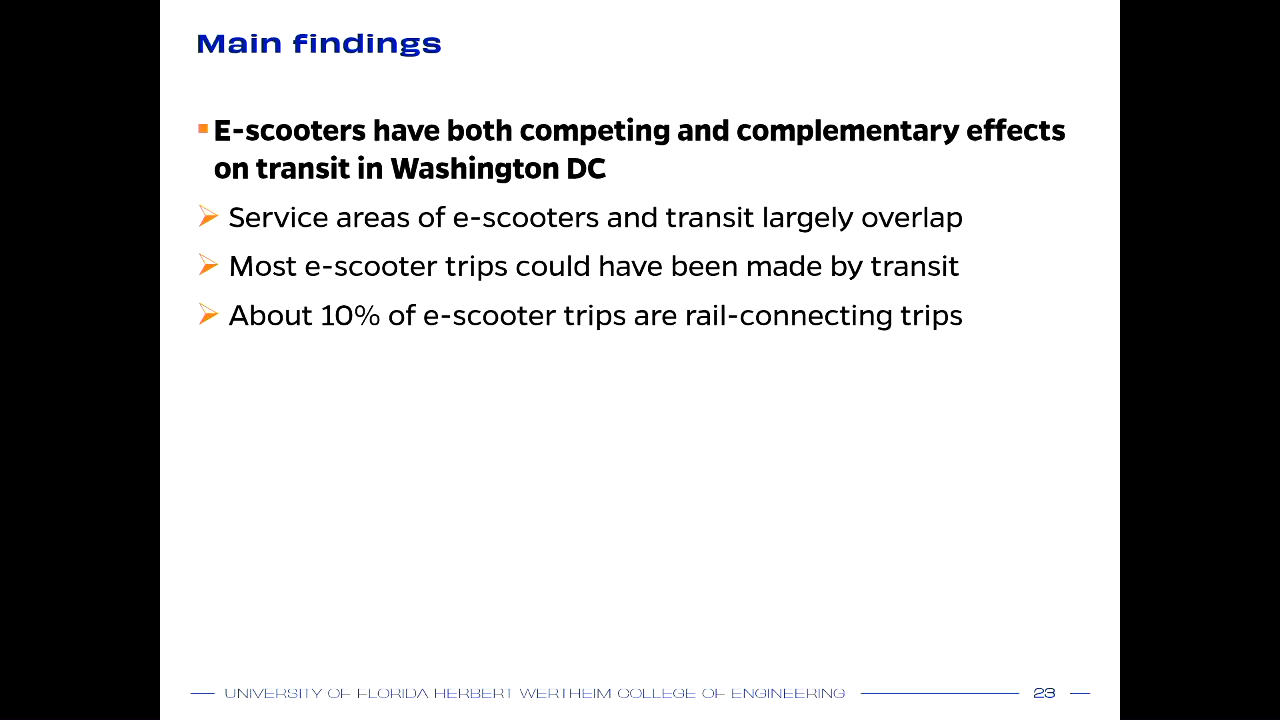 Main findings
E-scooters have both competing and complementary effects
on transit in Washington DC
Service areas of e-scooters and transit largely overlap
Most e-scooter trips could have been made by transit
About 10% of e-scooter trips are rail-connecting trips
UNIVERSITY OF FLORIDA HERBERT WERTHEIM COLLEGE OF ENGINEERING 23